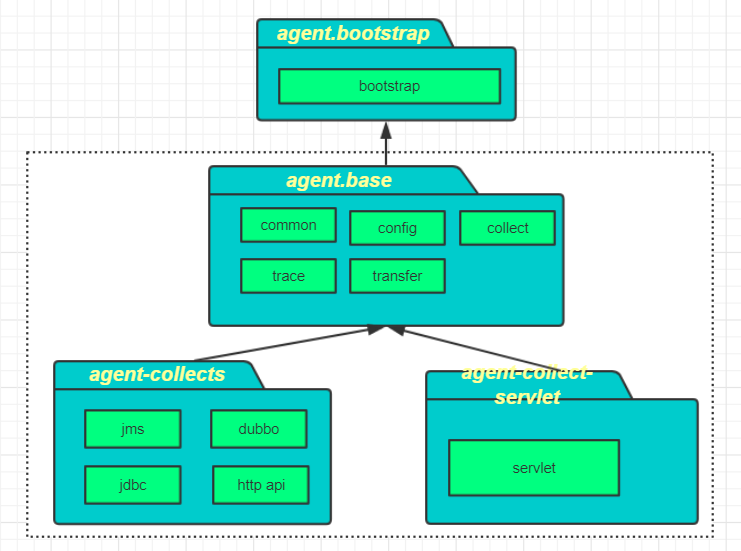 agent.bootstrap
bootstrap
agent.base
common
config
collect
trace
transfer
agent-collects
jms
dubbo
jdbc
http api
agent-collect-
servlet
servlet